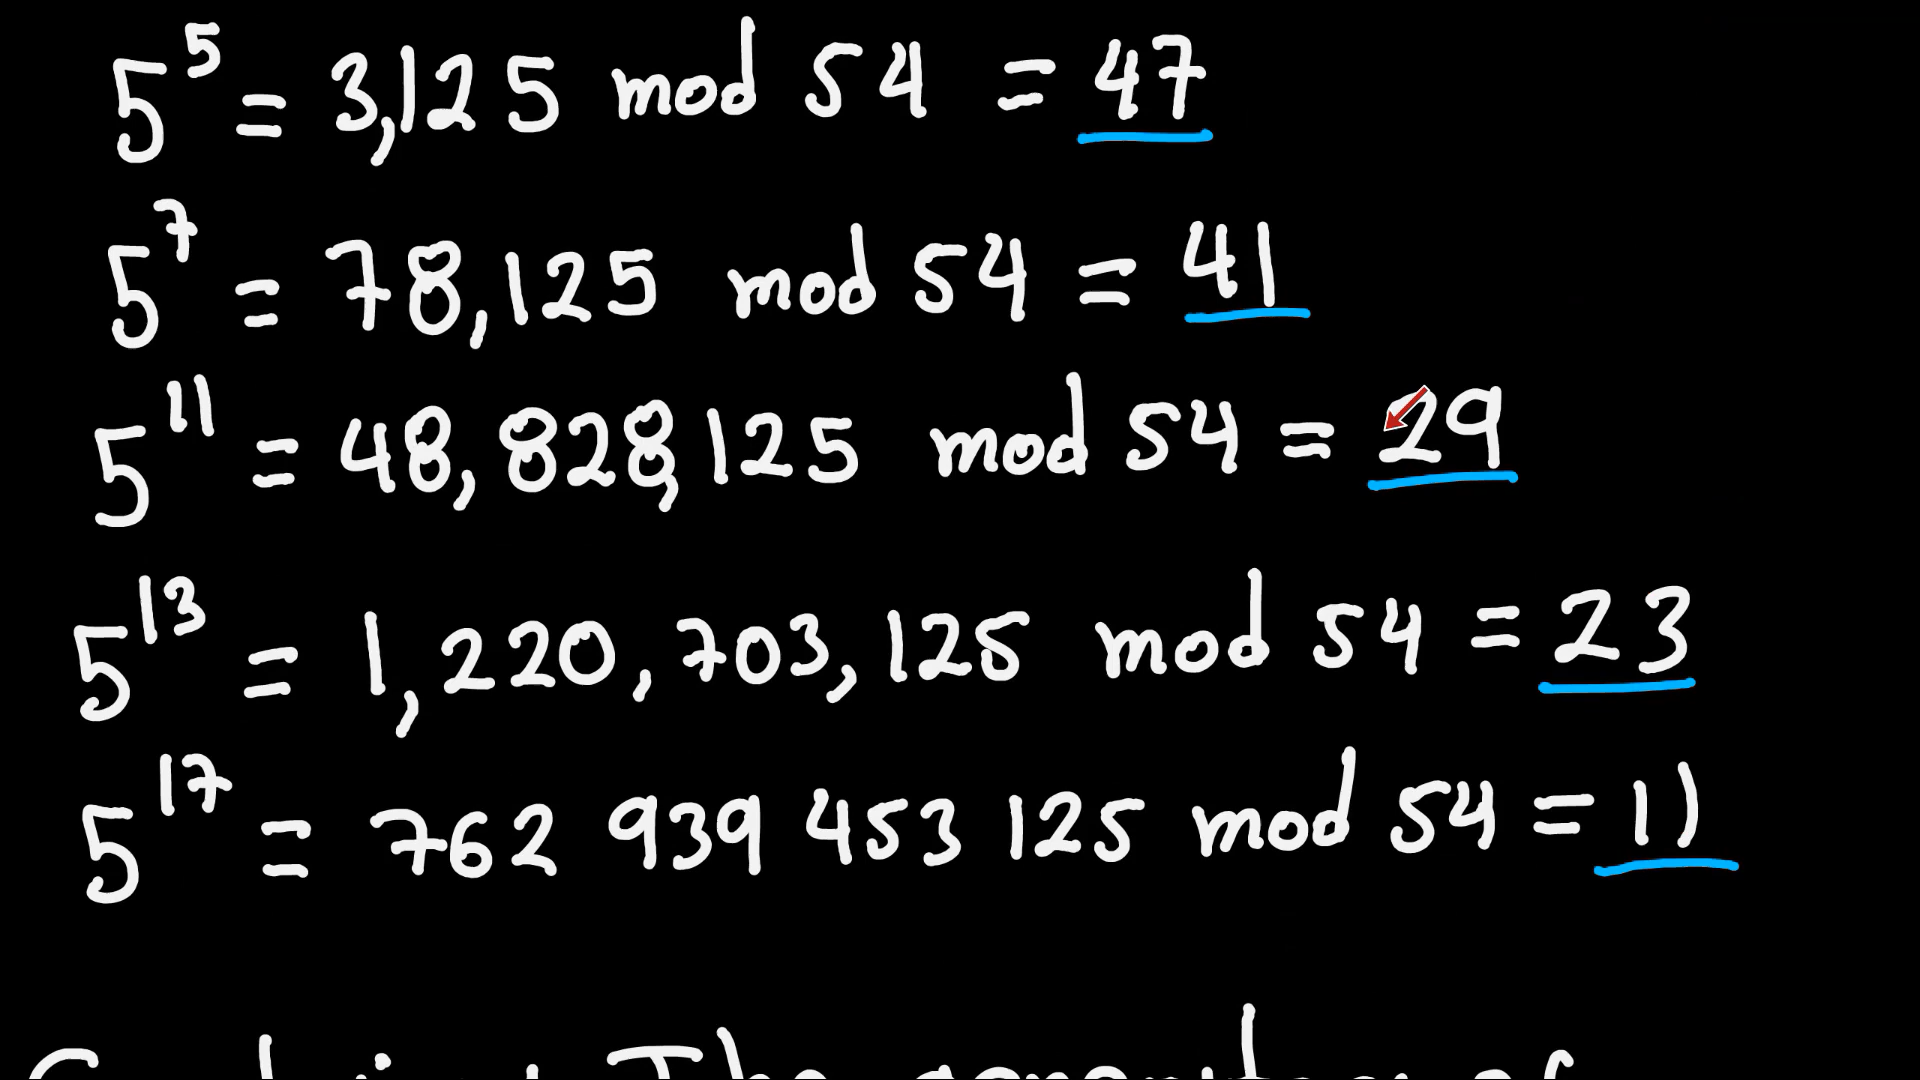 5^5 = 3,125 mod 54 = 47
5^7 = 78,125 mod 54 = 41
5^11 = 48,828,125 mod 54 = 29
5^13 = 1,220,703,125 mod 54 = 23
5^17 = 762 939 453 125 mod 54 = 11
The of